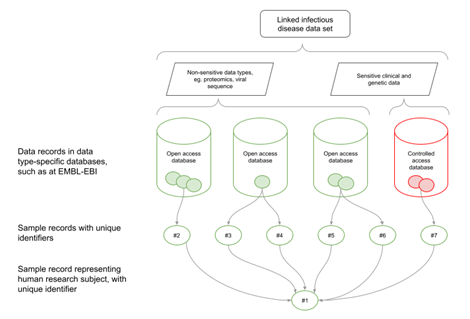 Linked infectious
disease data set
Non-sensitive data types,
eg. proteomics, viral
sequence
Sensitive clinical and
genetic data
Data records in data
type-specific databases,
such as at EMBL-EBI
Open access
database
Open access
database
Open access
database
Controlled
access
database
Sample records with unique
identifiers
#2
#3
#4
#5
#6
#7
Sample record representing
human research subject, with
unique identifier
#1